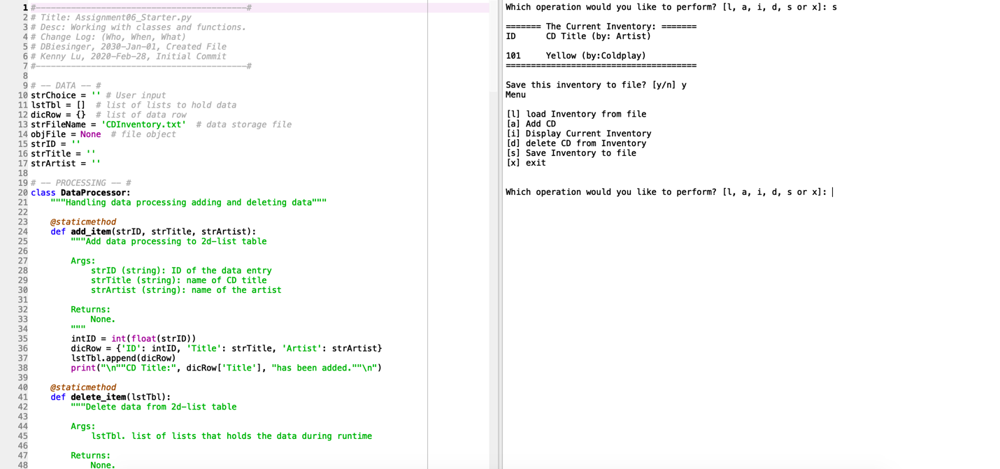 1 #------------------------------------------#
2 # Title: Assignment06_Starter.py
3 # Desc: Working with classes and functions.
4 # Change Log: (Who, When, What)
5 # DBiesinger, 2030-Jan-01, Created File
6 # Kenny Lu, 2020-Feb-28, Initial Commit
7 #------------------------------------------#
8
9 # -- DATA -- #
10 strChoice = '' # User input
11 lstTbl = []  # list of lists to hold data
12 dicRow = {}  # list of data row
13 strFileName = 'CDInventory.txt'  # data storage file
14 objFile = None  # file object
15 strID = ''
16 strTitle = ''
17 strArtist = ''
18
19 # -- PROCESSING -- #
20 class DataProcessor:
21     """Handling data processing adding and deleting data"""
22
23     @staticmethod
24     def add_item(strID, strTitle, strArtist):
25         """Add data processing to 2d-list table
26
27         Args:
28             strID (string): ID of the data entry
29             strTitle (string): name of CD title
30             strArtist (string): name of the artist
31
32         Returns:
33             None.
34         """
35         intID = int(float(strID))
36         dicRow = {'ID': intID, 'Title': strTitle, 'Artist': strArtist}
37         lstTbl.append(dicRow)
38         print("\n""CD Title:", dicRow['Title'], "has been added.""\n")
39
40     @staticmethod
41     def delete_item(lstTbl):
42         """Delete data from 2d-list table
43
44         Args:
45             lstTbl. list of lists that holds the data during runtime
46
47         Returns:
48             None.
Which operation would you like to perform? [l, a, i, d, s or x]: s
======= The Current Inventory: =======
ID      CD Title (by: Artist)
101     Yellow (by:Coldplay)
======================================
Save this inventory to file? [y/n] y
Menu
[l] load Inventory from file
[a] Add CD
[i] Display Current Inventory
[d] delete CD from Inventory
[s] Save Inventory to file
[x] exit
Which operation would you like to perform? [l, a, i, d, s or x]: